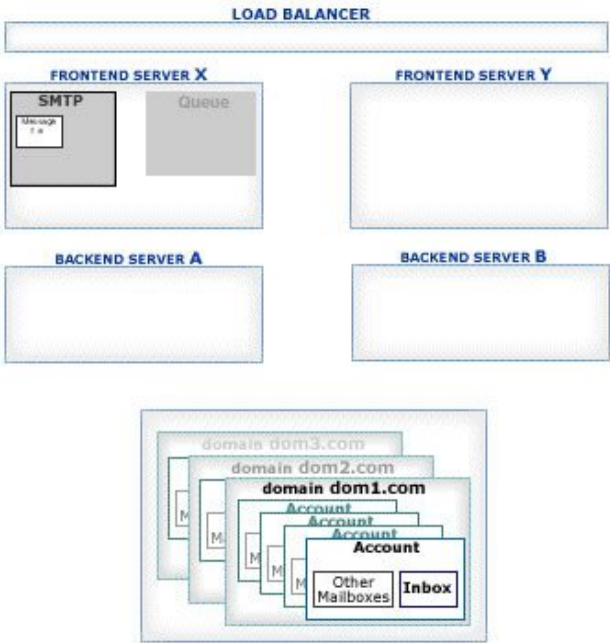 LOAD BALANCER
FRONTEND SERVER X
FRONTEND SERVER Y
SMTP
Queue
Message
BACKEND SERVER A
BACKEND SERVER B
domain dom3.com
domain dom2.com
domain dom1.com
Account
Account
Account
Account
M
M
M
M
M
Other
Mailboxes
Inbox